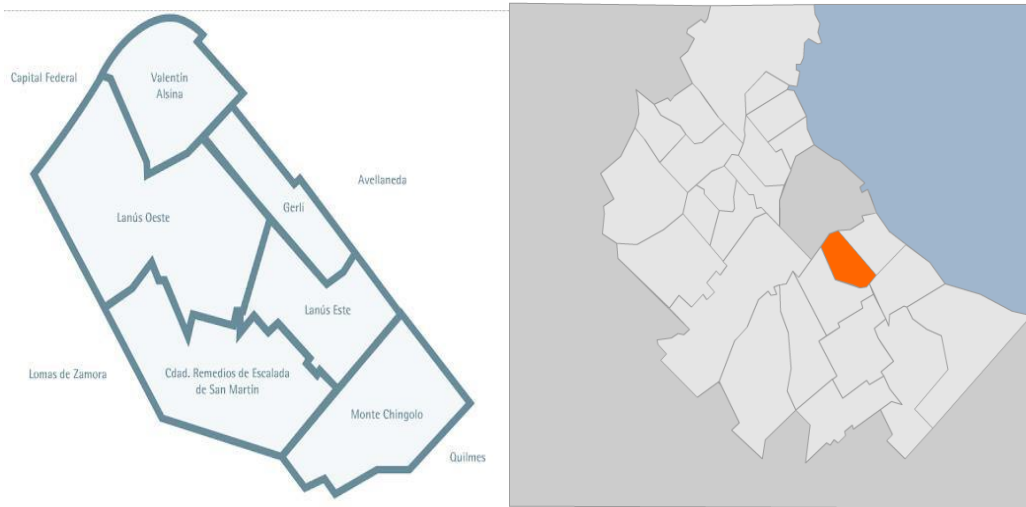 Capital Federal
Valentín
Alsina
Avellaneda
Gerli
Lanús Oeste
Lanús Este
Lomas de Zamora
Cdad. Remedios de Escalada
de San Martín
Monte Chingolo
Quilmes